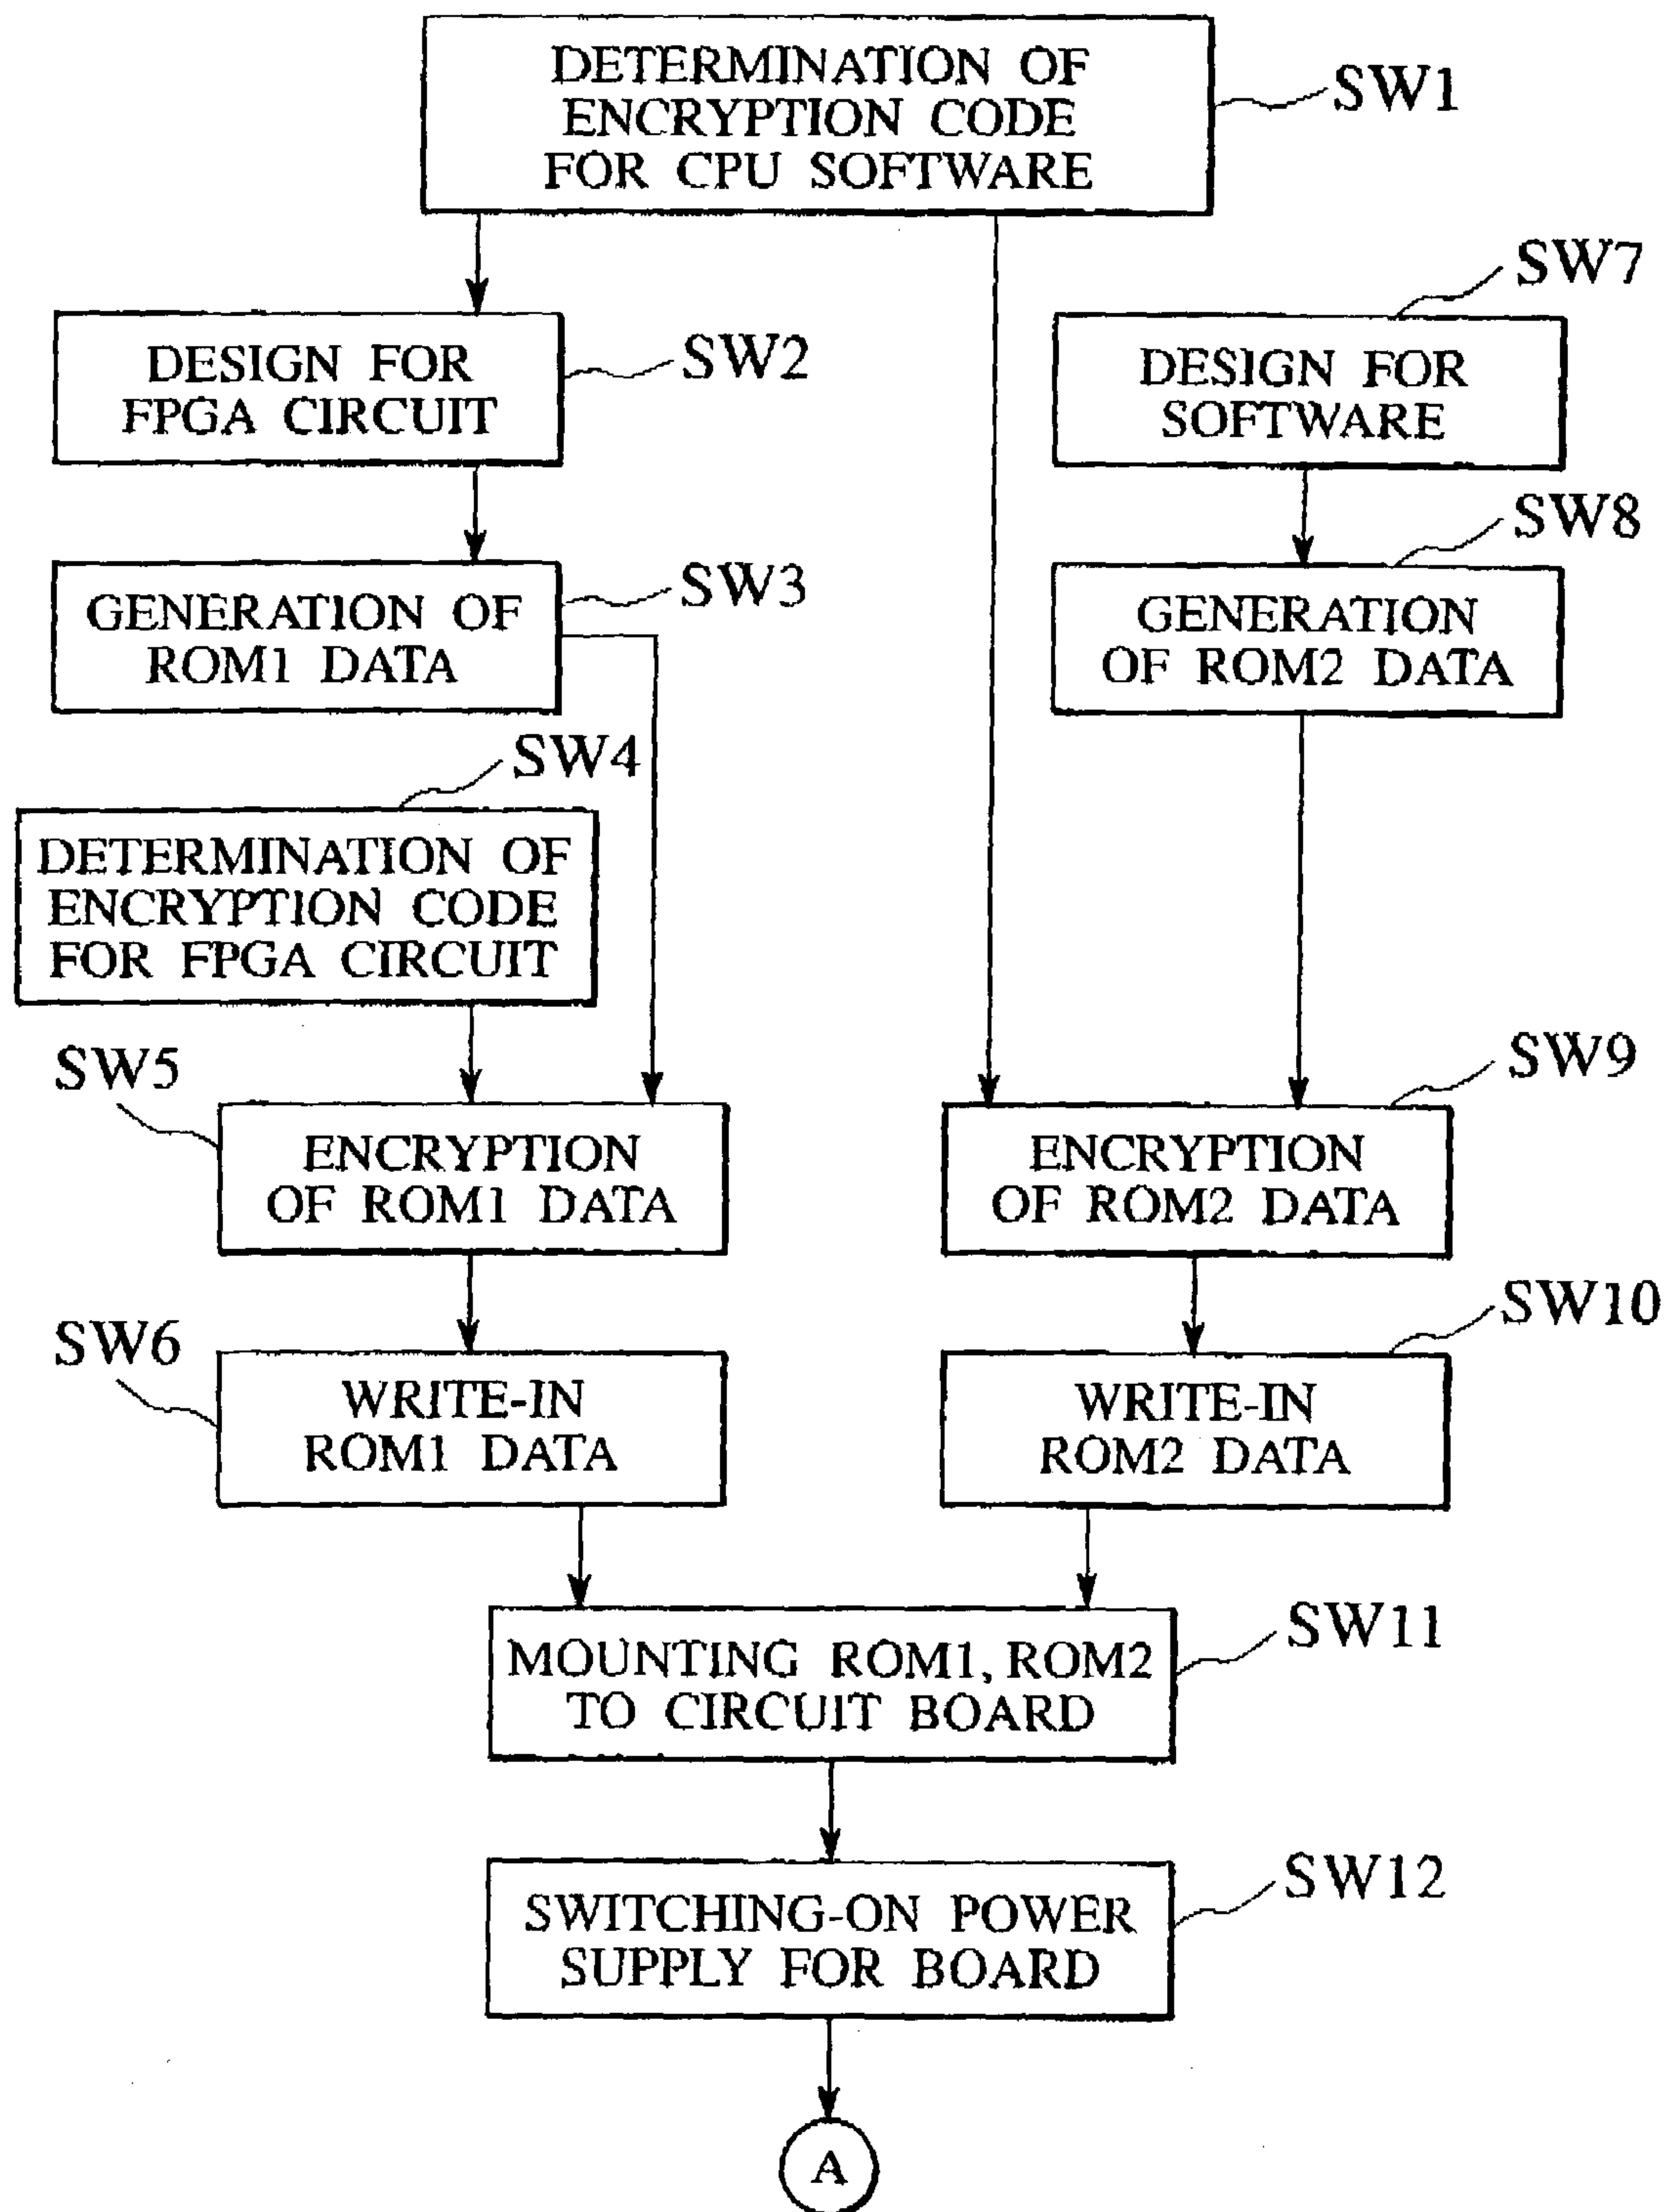 DETERMINATION OF
ENCRYPTION CODE
FOR CPU SOFTWARE
SW1
SW7
DESIGN FOR
FPGA CIRCUIT
SW2
DESIGN FOR
SOFTWARE
SW8
GENERATION OF
ROM1 DATA
SW3
GENERATION
OF ROM2 DATA
SW4
DETERMINATION OF
ENCRYPTION CODE
FOR FPGA CIRCUIT
SW5
SW9
ENCRYPTION
OF ROM1 DATA
ENCRYPTION
OF ROM2 DATA
SW6
SW10
WRITE-IN
ROM1 DATA
WRITE-IN
ROM2 DATA
MOUNTING ROM1, ROM2
TO CIRCUIT BOARD
SW11
SWITCHING-ON POWER
SUPPLY FOR BOARD
SW12
A